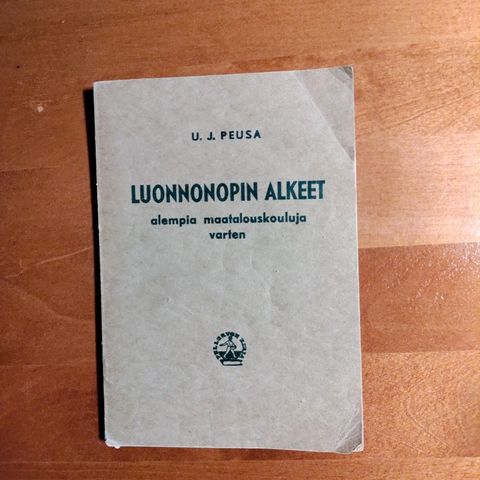 U. J. PEUSA
LUONNONOPIN ALKEET
alempia maatalouskouluja
varten